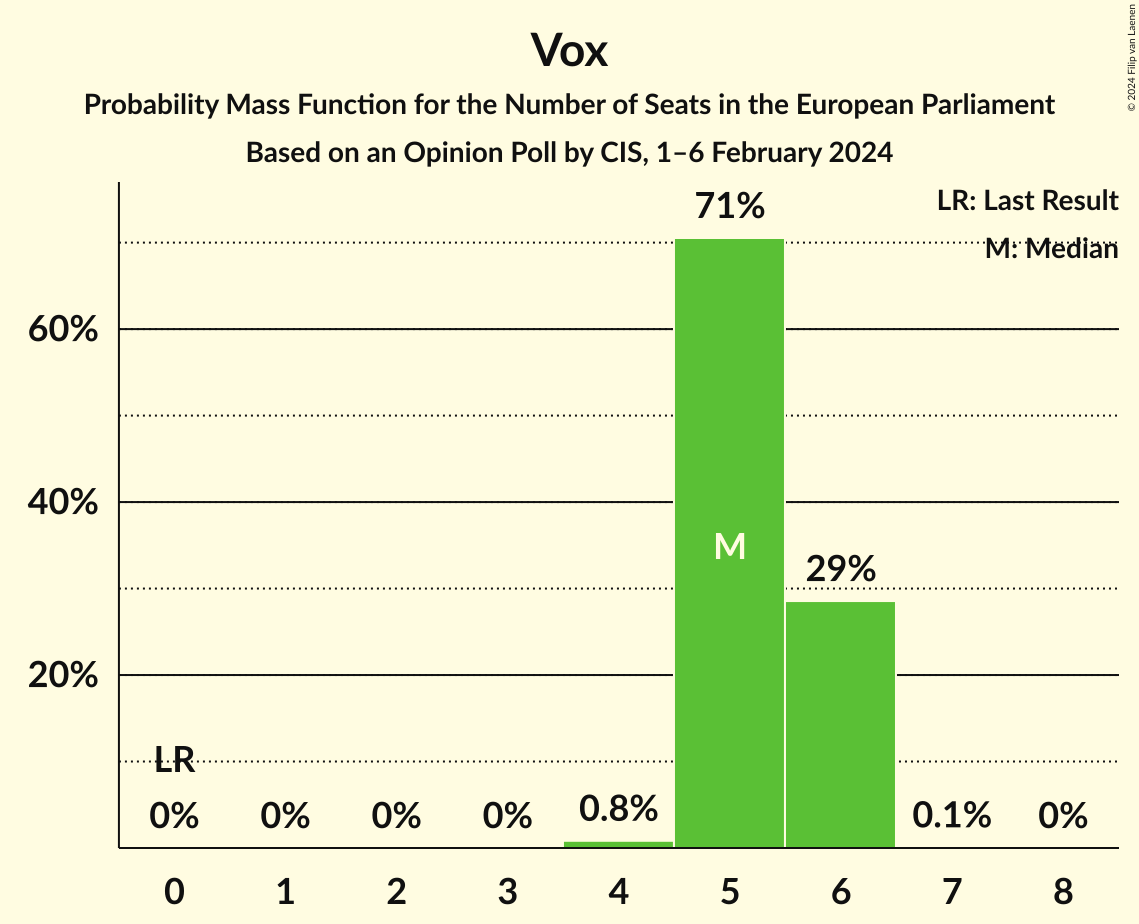 Vox
Probability Mass Function for the Number of Seats in the European Parliament
Based on an Opinion Poll by CIS, 1–6 February 2024
© 2024 Filip van Laenen
LR: Last Result
M: Median
71%
60%
40%
M
29%
20%
LR
0% 0% 0% 0% 0.8% 0.1% 0%
0 1 2 3 4 5 6 7 8